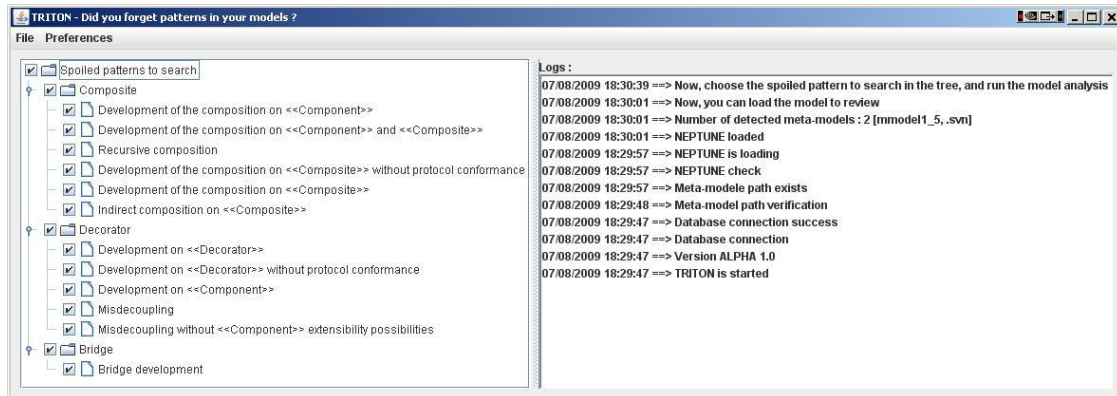 TRITON - Did you forget patterns in your models ?
File Preferences
Spoiled patterns to search
Composite
Development of the composition on <<Component>>
Development of the composition on <<Component>> and <<Composite>>
Recursive composition
Development of the composition on <<Composite>> without protocol conformance
Development of the composition on <<Composite>>
Indirect composition on <<Composite>>
Decorator
Development on <<Decorator>>
Development on <<Decorator>> without protocol conformance
Development on <<Component>>
Misdecoupling
Misdecoupling without <<Component>> extensibility possibilities
Bridge
Bridge development
Logs :
07/08/2009 18:30:39 ==> Now, choose the spoiled pattern to search in the tree, and run the model analysis
07/08/2009 18:30:01 ==> Now, you can load the model to review
07/08/2009 18:30:01 ==> Number of detected meta-models : 2 [mmodel1_5, .svn]
07/08/2009 18:30:01 ==> NEPTUNE loaded
07/08/2009 18:29:57 ==> NEPTUNE is loading
07/08/2009 18:29:57 ==> NEPTUNE check
07/08/2009 18:29:57 ==> Meta-modele path exists
07/08/2009 18:29:48 ==> Meta-model path verification
07/08/2009 18:29:47 ==> Database connection success
07/08/2009 18:29:47 ==> Database connection
07/08/2009 18:29:47 ==> Version ALPHA 1.0
07/08/2009 18:29:47 ==> TRITON is started